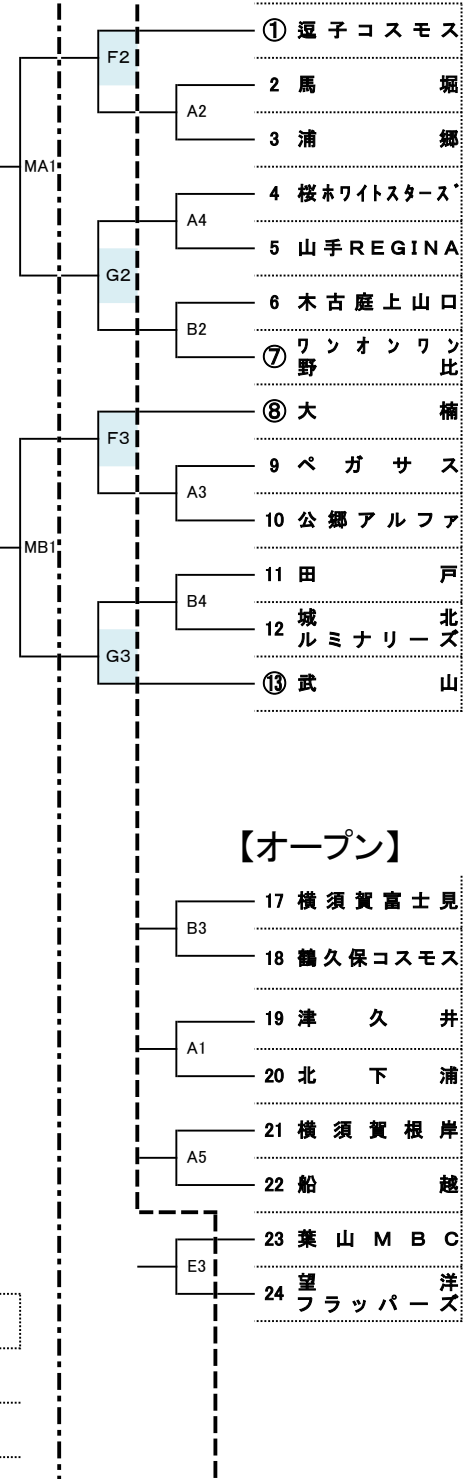 ① 逗子コスモス
F2
2 馬堀
A2
3 浦郷
MA1
4 桜ホワイトスターズ
A4
5 山手REGINA
G2
6 木古庭上山口
B2
⑦ ワンオンワン
野比
⑧ 大楠
F3
9 ペガサス
A3
10 公郷アルファ
MB1
11 田戸
B4
12 城北
ルミナリーズ
G3
⑬ 武山
【オープン】
17 横須賀富士見
B3
18 鶴久保コスモス
19 津久井
A1
20 北下浦
21 横須賀根岸
A5
22 船越
23 葉山MBC
E3
24 望洋
フラッパーズ